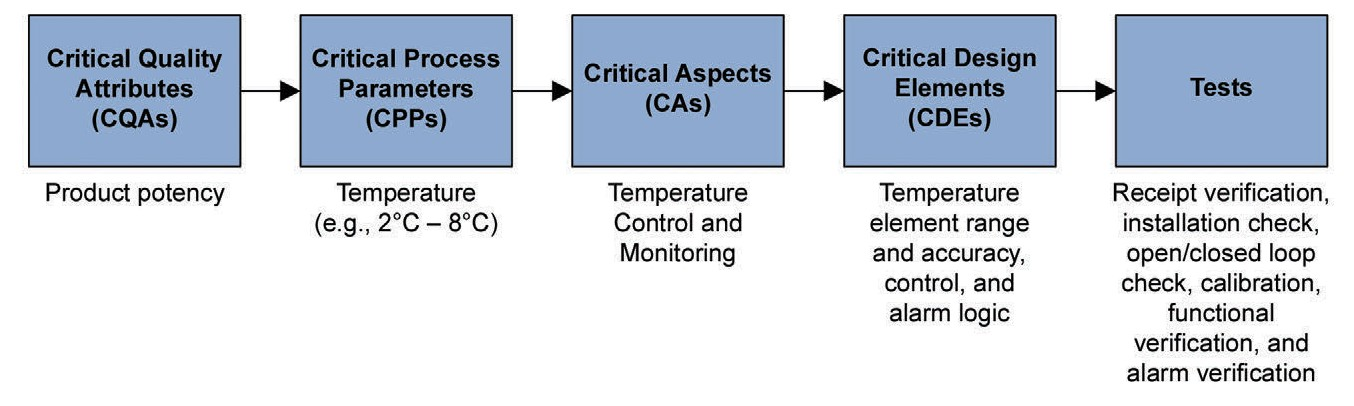 Critical Quality
Attributes
(CQAs)
Critical Process
Parameters
(CPPs)
Critical Aspects
(CAs)
Critical Design
Elements
(CDEs)
Tests
Product potency
Temperature
(e.g., 2°C – 8°C)
Temperature
Control and
Monitoring
Temperature
element range
and accuracy,
control, and
alarm logic
Receipt verification,
installation check,
open/closed loop
check, calibration,
functional
verification, and
alarm verification